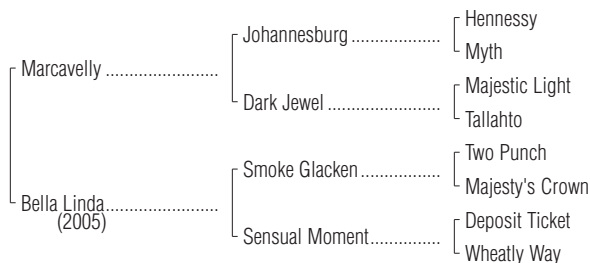 Hennessy
Johannesburg ....................
Myth
Marcavelly .........................
Majestic Light
Dark Jewel .........................
Tallahto
Two Punch
Smoke Glacken ..................
Majesty's Crown
Bella Linda.........................
(2005)
Deposit Ticket
Sensual Moment................
Wheatly Way